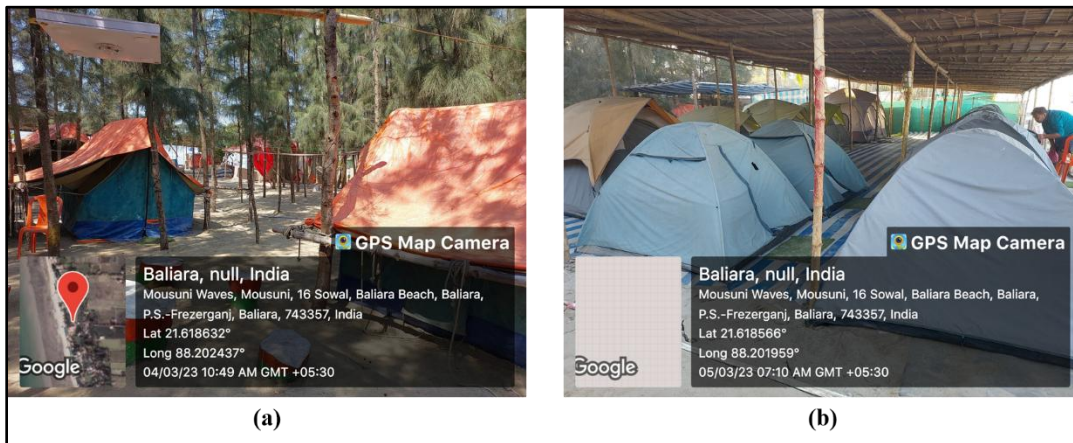 GPS Map Camera
Baliara, null, India
Mousuni Waves, Mousuni, 16 Sowal, Baliara Beach, Baliara,
P.S.-Frezerganj, Baliara, 743357, India
Lat 21.618632°
Long 88.202437°
04/03/23 10:49 AM GMT +05:30
Google
(a)
GPS Map Camera
Baliara, null, India
Mousuni Waves, Mousuni, 16 Sowal, Baliara Beach, Baliara,
P.S.-Frezerganj, Baliara, 743357, India
Lat 21.618566°
Long 88.201959°
05/03/23 07:10 AM GMT +05:30
Google
(b)